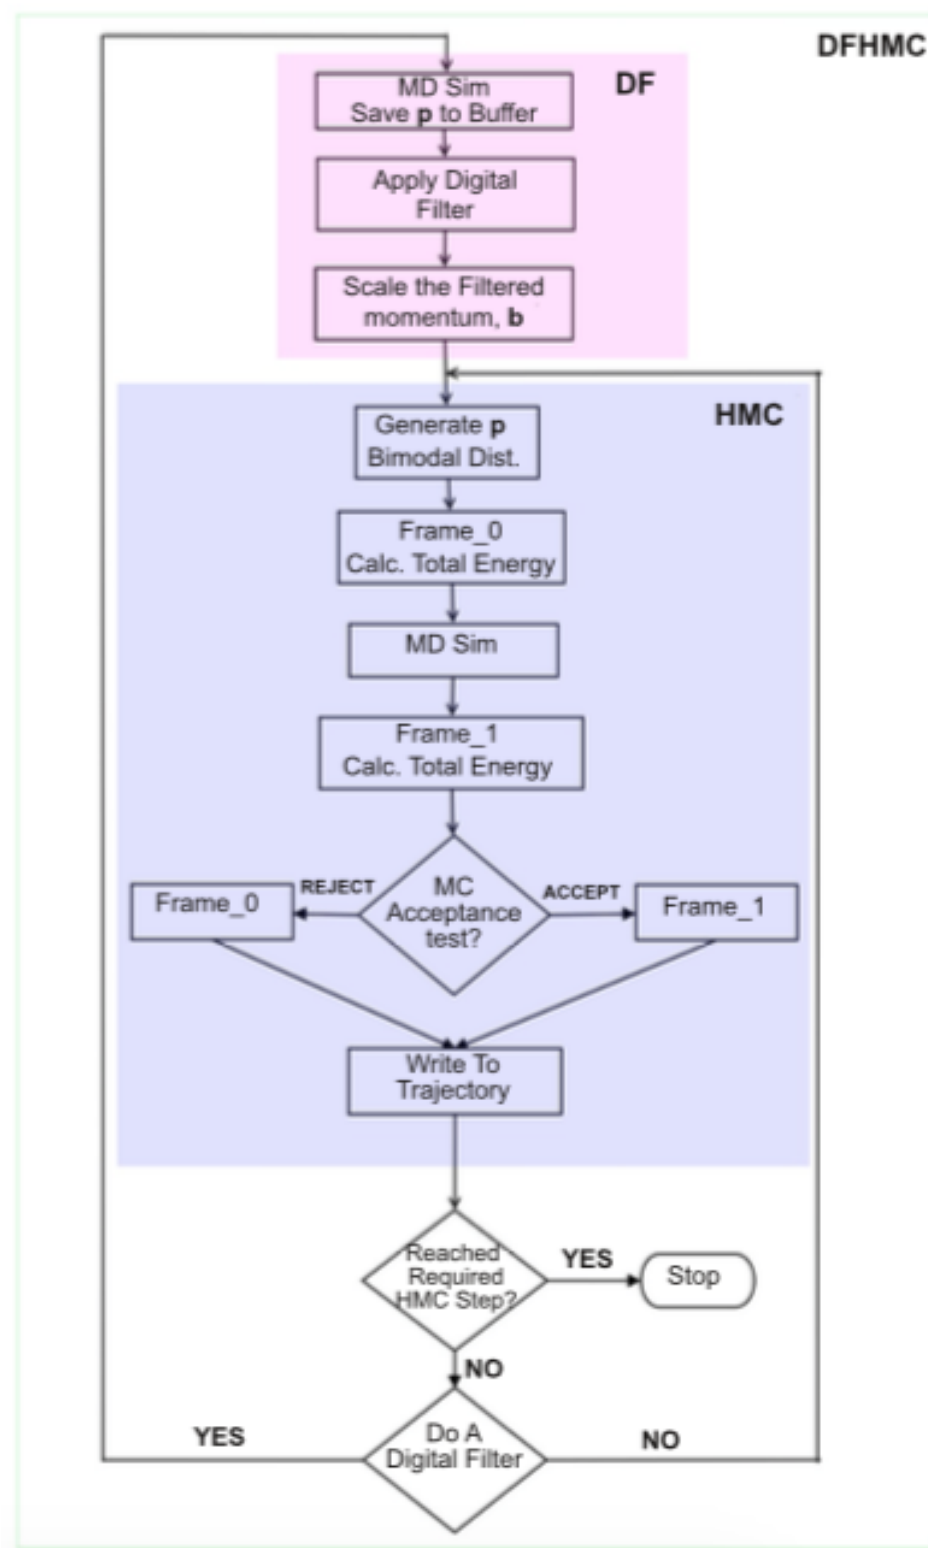 DFHMC
DF
MD Sim
Save p to Buffer
Apply Digital
Filter
Scale the Filtered
momentum, b
HMC
Generate p
Bimodal Dist.
Frame_0
Calc. Total Energy
MD Sim
Frame_1
Calc. Total Energy
MC
Acceptance
test?
REJECT
Frame_0
ACCEPT
Frame_1
Write To
Trajectory
Reached
Required
HMC Step?
YES
Stop
NO
Do A
Digital Filter
YES
NO